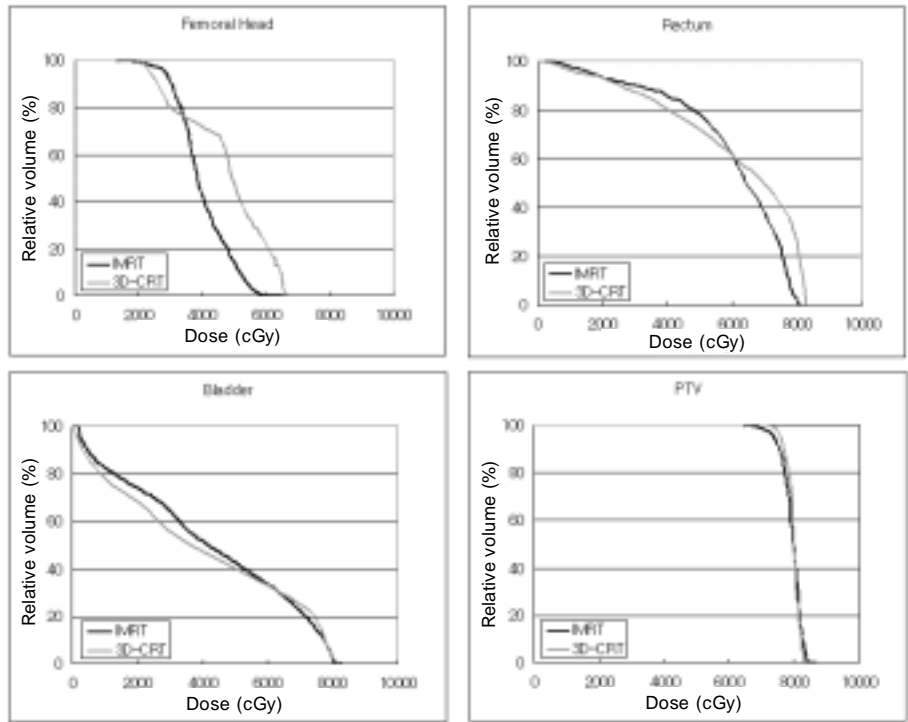 Femoral Head
Relative volume (%)
100
80
60
40
20
0
IMRT
3D-CRT
0 2000 4000 6000 8000 10000
Dose (cGy)
Rectum
Relative volume (%)
100
80
60
40
20
0
IMRT
3D-CRT
0 2000 4000 6000 8000 10000
Dose (cGy)
Bladder
Relative volume (%)
100
80
60
40
20
0
IMRT
3D-CRT
0 2000 4000 6000 8000 10000
Dose (cGy)
PTV
Relative volume (%)
100
80
60
40
20
0
IMRT
3D-CRT
0 2000 4000 6000 8000 10000
Dose (cGy)